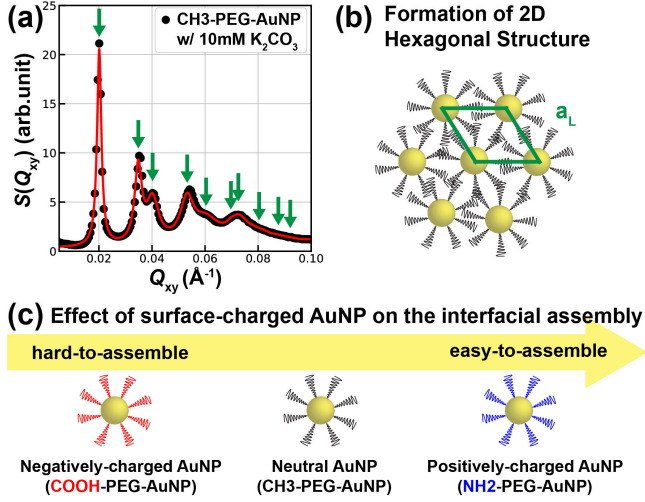 (a)
CH3-PEG-AuNP
w/ 10mM K₂CO₃
S(Q_xy) (arb.unit)
25
20
15
10
5
0
0.02 0.04 0.06 0.08 0.10
Q_xy (Å⁻¹)
(b) Formation of 2D
Hexagonal Structure
a_L
(c) Effect of surface-charged AuNP on the interfacial assembly
hard-to-assemble easy-to-assemble
Negatively-charged AuNP
(COOH-PEG-AuNP)
Neutral AuNP
(CH3-PEG-AuNP)
Positively-charged AuNP
(NH2-PEG-AuNP)